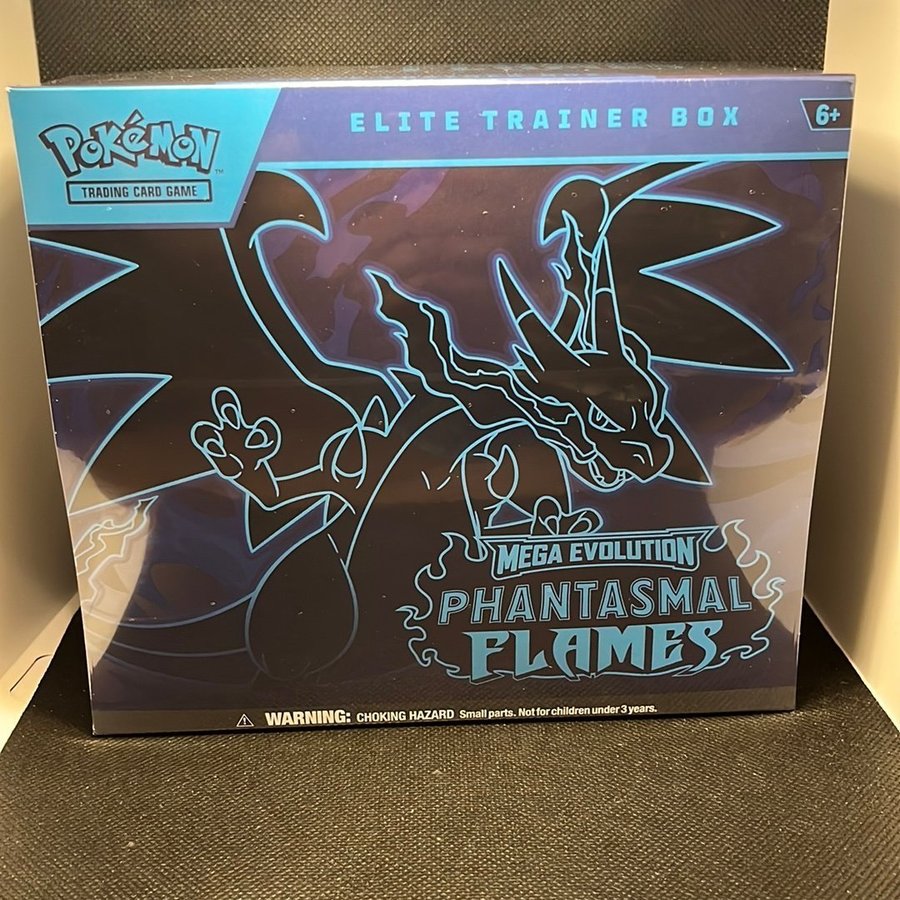 ELITE TRAINER BOX
6+
POKéMON
TM
TRADING CARD GAME
MEGA EVOLUTION
PHANTASMAL
FLAMES
⚠ WARNING: CHOKING HAZARD Small parts. Not for children under 3 years.